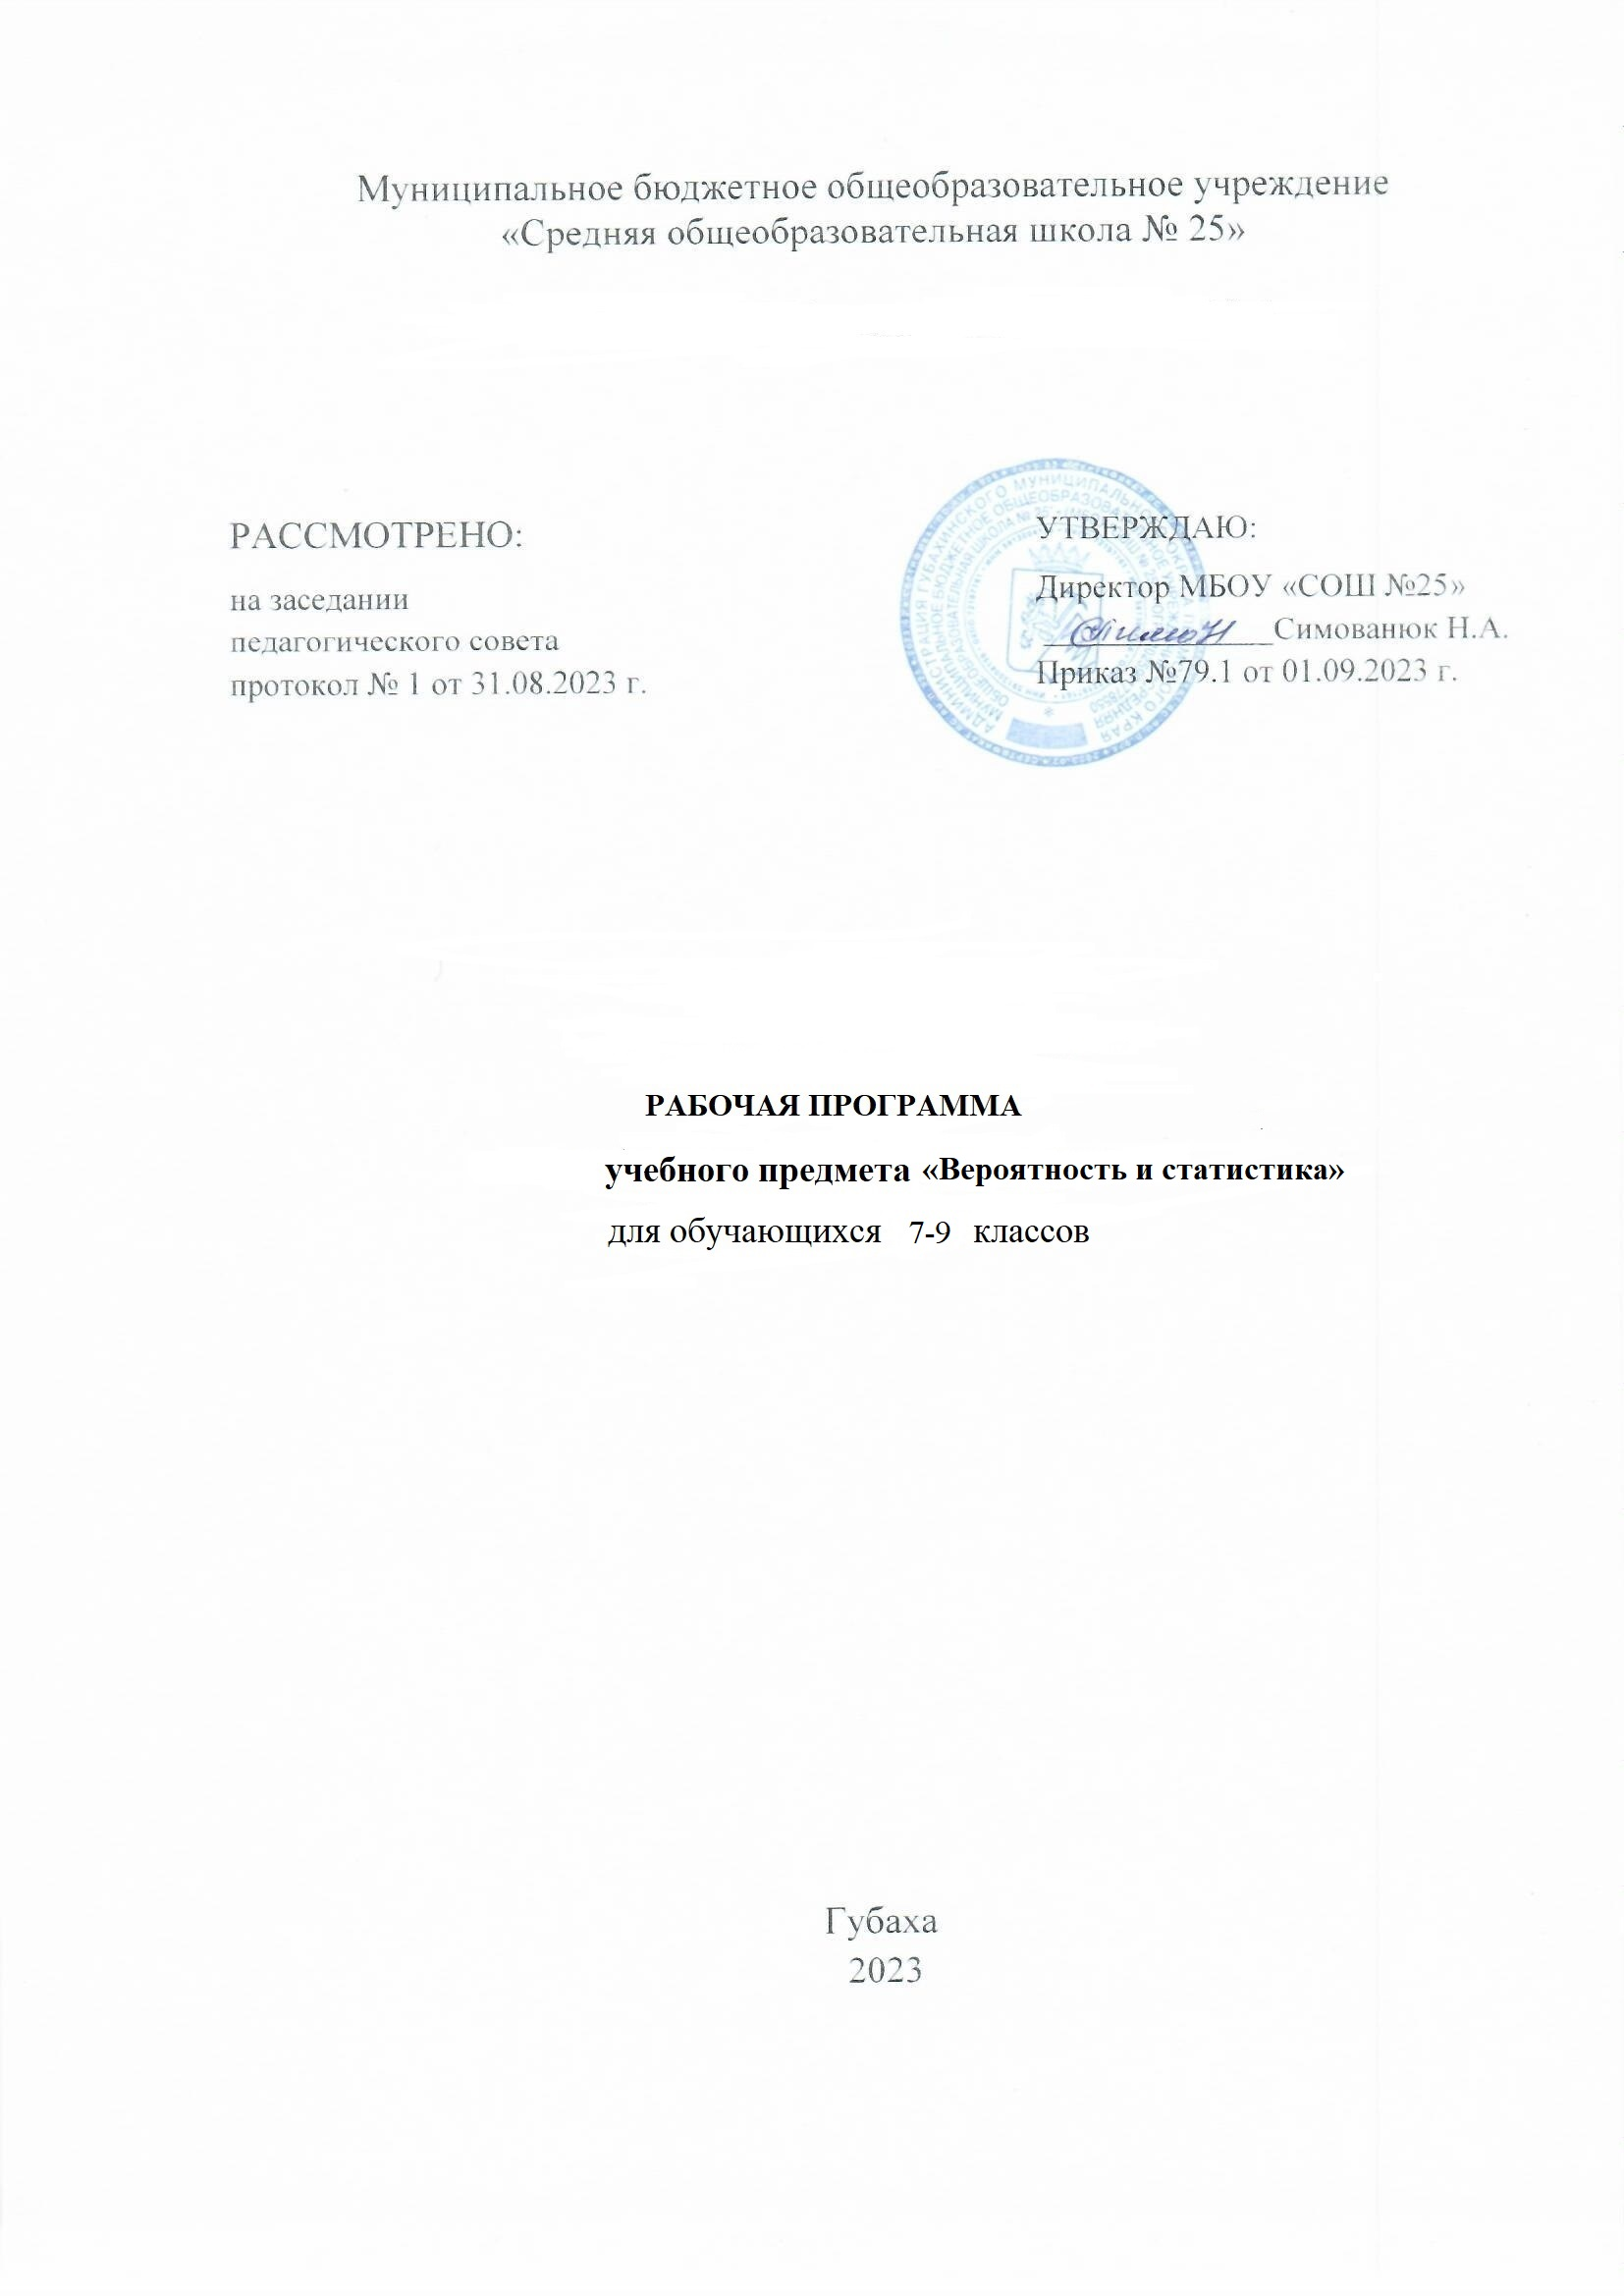 Муниципальное бюджетное общеобразовательное учреждение
«Средняя общеобразовательная школа № 25»
РАССМОТРЕНО:
на заседании
педагогического совета
протокол № 1 от 31.08.2023 г.
УТВЕРЖДАЮ:
Директор МБОУ «СОШ №25»
Симованюк Н.А.
Приказ №79.1 от 01.09.2023 г.
РАБОЧАЯ ПРОГРАММА
учебного предмета «Вероятность и статистика»
для обучающихся 7-9 классов
Губаха
2023